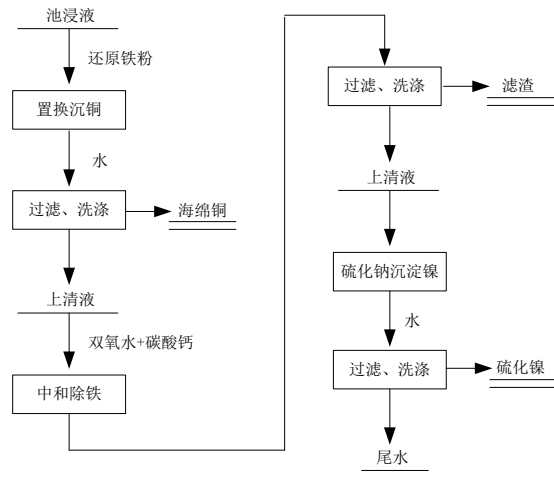 池浸液
还原铁粉
置换沉铜
水
过滤、洗涤
海绵铜
上清液
双氧水+碳酸钙
中和除铁
过滤、洗涤
滤渣
上清液
硫化钠沉淀镍
水
过滤、洗涤
硫化镍
尾水